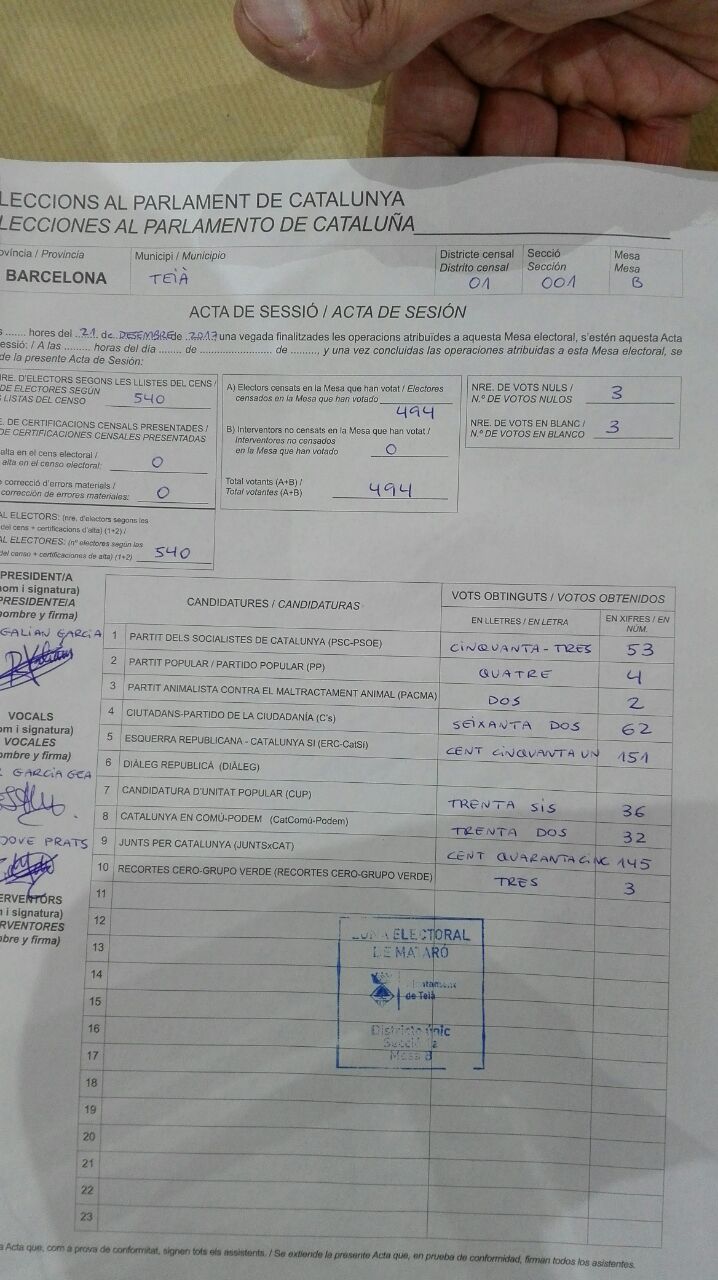 LECCIONS AL PARLAMENT DE CATALUNYA
LECCIONES AL PARLAMENTO DE CATALUÑA
ovíncia / Provincia
BARCELONA
Municipi / Municipio
TEIÀ
Districte censal
Distrito censal
01
Secció
Sección
001
Mesa
Mesa
B
ACTA DE SESSIÓ / ACTA DE SESIÓN
s ....... hores del 21 de DESEMBRE de 2017 una vegada finalitzades les operacions atribuïdes a aquesta Mesa electoral, s'estén aquesta Acta
essió: / A las ........ horas del día ....... de ........................ de ........., y una vez concluidas las operaciones atribuidas a esta Mesa electoral, se
de la presente Acta de Sesión:
NRE. D'ELECTORS SEGONS LES LLISTES DEL CENS /
DE ELECTORES SEGÚN
LISTAS DEL CENSO
540
E. DE CERTIFICACIONS CENSALS PRESENTADES /
DE CERTIFICACIONES CENSALES PRESENTADAS
alta en el cens electoral /
alta en el censo electoral:
0
correcció d'errors materials /
corrección de errores materiales:
0
AL ELECTORS: (nre. d'electors segons les
del cens + certificacions d'alta) (1+2) /
AL ELECTORES: (nº electores según las
del censo + certificaciones de alta) (1+2)
540
A) Electors censats en la Mesa que han votat / Electores
censados en la Mesa que han votado
494
B) Interventors no censats en la Mesa que han votat /
Interventores no censados
en la Mesa que han votado
0
Total votants (A+B) /
Total votantes (A+B)
494
NRE. DE VOTS NULS /
N.º DE VOTOS NULOS
3
NRE. DE VOTS EN BLANC /
N.º DE VOTOS EN BLANCO
3
PRESIDENT/A
om i signatura)
PRESIDENTE/A
ombre y firma)
GALIAN GARCIA
VOCALS
om i signatura)
VOCALES
ombre y firma)
GARCIA GEA
JOVE PRATS
ERVENTORS
m i signatura)
RVENTORES
mbre y firma)
CANDIDATURES / CANDIDATURAS
VOTS OBTINGUTS / VOTOS OBTENIDOS
EN LLETRES / EN LETRA
EN XIFRES / EN NÚM.
1 PARTIT DELS SOCIALISTES DE CATALUNYA (PSC-PSOE) CINQUANTA-TRES 53
2 PARTIT POPULAR / PARTIDO POPULAR (PP) QUATRE 4
3 PARTIT ANIMALISTA CONTRA EL MALTRACTAMENT ANIMAL (PACMA) DOS 2
4 CIUTADANS-PARTIDO DE LA CIUDADANÍA (C's) SEIXANTA DOS 62
5 ESQUERRA REPUBLICANA - CATALUNYA SI (ERC-CatSí) CENT CINQUANTA UN 151
6 DIÀLEG REPUBLICÀ (DIÀLEG)
7 CANDIDATURA D'UNITAT POPULAR (CUP) TRENTA SIS 36
8 CATALUNYA EN COMÚ-PODEM (CatComú-Podem) TRENTA DOS 32
9 JUNTS PER CATALUNYA (JUNTSxCAT) CENT QUARANTA CINC 145
10 RECORTES CERO-GRUPO VERDE (RECORTES CERO-GRUPO VERDE) TRES 3
11
12
13
14
15
16
17
18
19
20
21
22
23
ZONA ELECTORAL
DE MATARÓ
de Teià
Districte únic
Mesa B
a Acta que, com a prova de conformitat, signen tots els assistents. / Se extiende la presente Acta que, en prueba de conformidad, firman todos los asistentes.